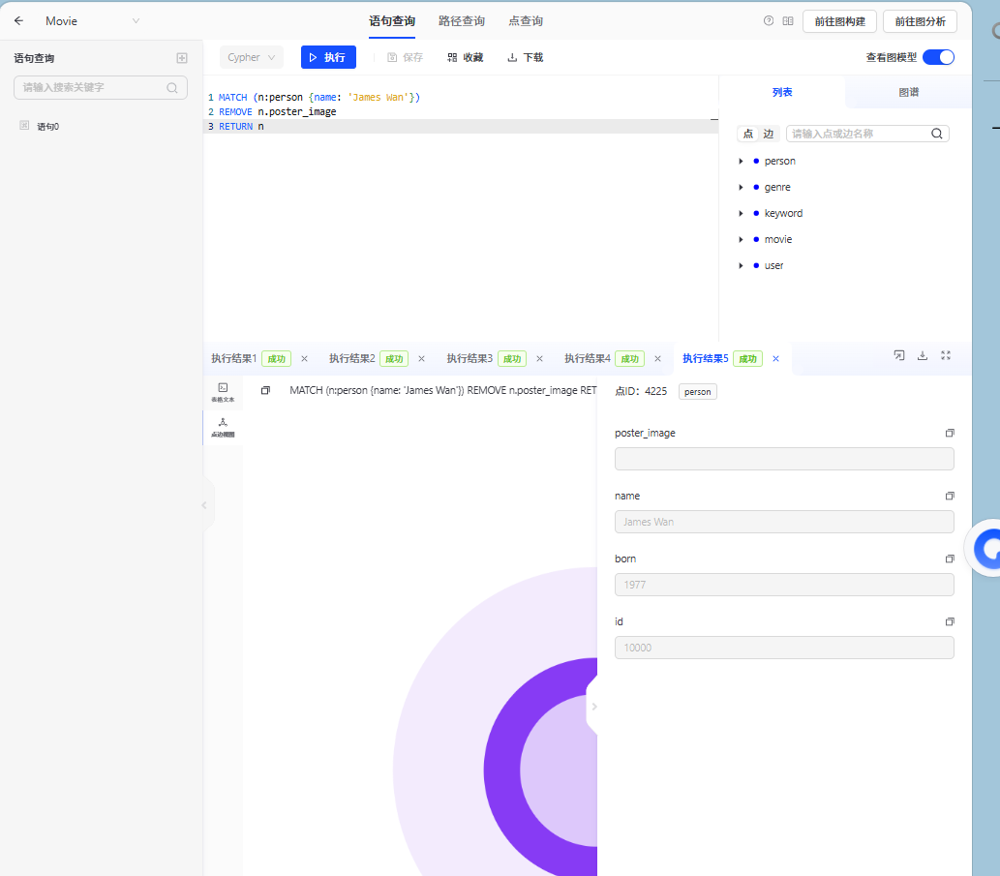 Movie
语句查询
路径查询
点查询
前往图构建
前往图分析
语句查询
请输入搜索关键字
语句0
Cypher
执行
保存
收藏
下载
查看图模型
1 MATCH (n:person {name: 'James Wan'})
2 REMOVE n.poster_image
3 RETURN n
列表
图谱
点 边
请输入点或边名称
person
genre
keyword
movie
user
执行结果1 成功
执行结果2 成功
执行结果3 成功
执行结果4 成功
执行结果5 成功
表格文本
点边视图
MATCH (n:person {name: 'James Wan'}) REMOVE n.poster_image RET
点ID：4225 person
poster_image
name
James Wan
born
1977
id
10000